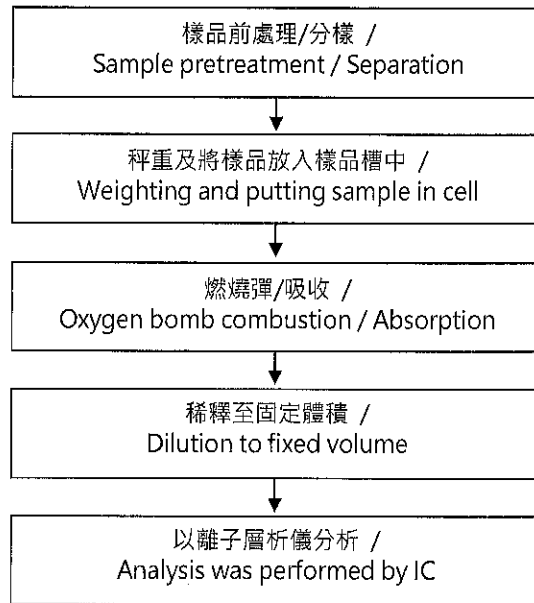 樣品前處理/分樣 /
Sample pretreatment / Separation
秤重及將樣品放入樣品槽中 /
Weighting and putting sample in cell
燃燒彈/吸收 /
Oxygen bomb combustion / Absorption
稀釋至固定體積 /
Dilution to fixed volume
以離子層析儀分析 /
Analysis was performed by IC